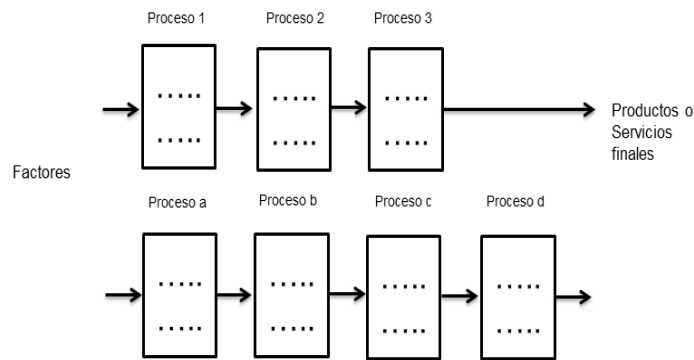 Proceso 1
Proceso 2
Proceso 3
Productos o
Servicios
finales
Factores
Proceso a
Proceso b
Proceso c
Proceso d